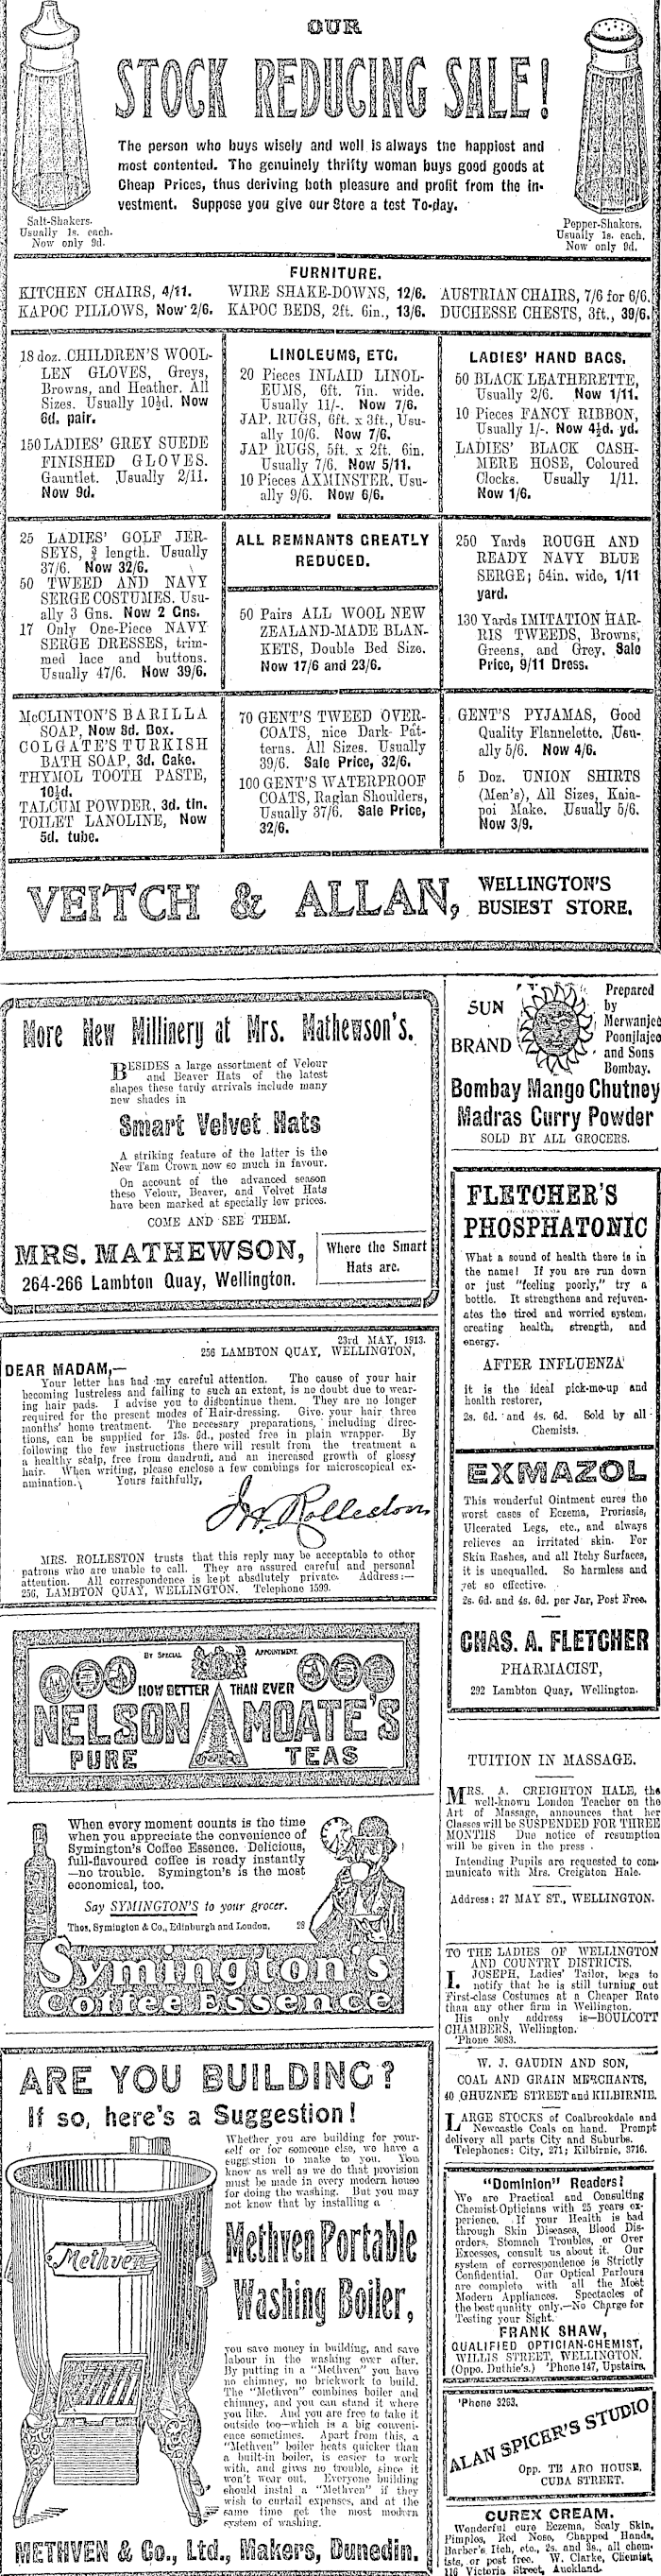 OUR
STOCK REDUCING SALE!
The person who buys wisely and well is always the happiest and
most contented. The genuinely thrifty woman buys good goods at
Cheap Prices, thus deriving both pleasure and profit from the in-
vestment. Suppose you give our Store a test To-day.
Salt-Shakers.
Usually 1s. each.
Now only 9d.
Pepper-Shakers.
Usually 1s. each.
Now only 9d.
FURNITURE.
KITCHEN CHAIRS, 4/11.
KAPOC PILLOWS, Now 2/6.
WIRE SHAKE-DOWNS, 12/6.
KAPOC BEDS, 2ft. 6in., 13/6.
AUSTRIAN CHAIRS, 7/6 for 6/6.
DUCHESSE CHESTS, 3ft., 39/6.
18 doz. CHILDREN'S WOOL-
LEN GLOVES, Greys,
Browns, and Heather. All
Sizes. Usually 10½d. Now
6d. pair.
150 LADIES' GREY SUEDE
FINISHED GLOVES.
Gauntlet. Usually 2/11.
Now 9d.
LINOLEUMS, ETC.
20 Pieces INLAID LINOL-
EUMS, 6ft. 7in. wide.
Usually 11/-. Now 7/6.
JAP. RUGS, 6ft. x 3ft., Usu-
ally 10/6. Now 7/6.
JAP RUGS, 5ft. x 2ft. 6in.
Usually 7/6. Now 5/11.
10 Pieces AXMINSTER. Usu-
ally 9/6. Now 6/6.
LADIES' HAND BAGS.
50 BLACK LEATHERETTE,
Usually 2/6. Now 1/11.
10 Pieces FANCY RIBBON,
Usually 1/-. Now 4½d. yd.
LADIES' BLACK CASH-
MERE HOSE, Coloured
Clocks. Usually 1/11.
Now 1/6.
25 LADIES' GOLF JER-
SEYS, ¾ length. Usually
37/6. Now 32/6.
50 TWEED AND NAVY
SERGE COSTUMES. Usu-
ally 3 Gns. Now 2 Gns.
17 Only One-Piece NAVY
SERGE DRESSES, trim-
med lace and buttons.
Usually 47/6. Now 39/6.
ALL REMNANTS GREATLY
REDUCED.
50 Pairs ALL WOOL NEW
ZEALAND-MADE BLAN-
KETS, Double Bed Size.
Now 17/6 and 23/6.
250 Yards ROUGH AND
READY NAVY BLUE
SERGE; 54in. wide, 1/11
yard.
130 Yards IMITATION HAR-
RIS TWEEDS, Browns,
Greens, and Grey. Sale
Price, 9/11 Dress.
McCLINTON'S BARILLA
SOAP, Now 8d. Box.
COLGATE'S TURKISH
BATH SOAP, 3d. Cake.
THYMOL TOOTH PASTE,
10½d.
TALCUM POWDER, 3d. tin.
TOILET LANOLINE, Now
5d. tube.
70 GENT'S TWEED OVER-
COATS, nice Dark Pat-
terns. All Sizes. Usually
39/6. Sale Price, 32/6.
100 GENT'S WATERPROOF
COATS, Raglan Shoulders,
Usually 37/6. Sale Price,
32/6.
GENT'S PYJAMAS, Good
Quality Flannelette. Usu-
ally 5/6. Now 4/6.
5 Doz. UNION SHIRTS
(Men's), All Sizes, Kaia-
poi Make. Usually 5/6.
Now 3/9.
VEITCH & ALLAN,
WELLINGTON'S
BUSIEST STORE.
More New Millinery at Mrs. Mathewson's.
BESIDES a large assortment of Velour
and Beaver Hats of the latest
shapes these tardy arrivals include many
new shades in
Smart Velvet Hats
A striking feature of the latter is the
New Tam Crown now so much in favour.
On account of the advanced season
these Velour, Beaver, and Velvet Hats
have been marked at specially low prices.
COME AND SEE THEM.
MRS. MATHEWSON,
264-266 Lambton Quay, Wellington.
Where the Smart
Hats are.
23rd MAY, 1913.
256 LAMBTON QUAY, WELLINGTON,
DEAR MADAM,—
Your letter has had my careful attention. The cause of your hair
becoming lustreless and falling to such an extent, is no doubt due to wear-
ing hair pads. I advise you to distontinue them. They are no longer
required for the present modes of Hair-dressing. Give your hair three
months' home treatment. The necessary preparations, including direc-
tions, can be supplied for 13s. 6d., posted free in plain wrapper. By
following the few instructions there will result from the treatment a
a healthy scalp, free from dandruft, and an increased growth of glossy
hair. When writing, please enclose a few combings for microscopical ex-
amination. Yours faithfully,
Rolleston
MRS. ROLLESTON trusts that this reply may be acceptable to other
patrons who are unable to call. They are assured careful and personal
attention. All correspondence is kept absolutely private. Address:—
256, LAMBTON QUAY, WELLINGTON. Telephone 1599.
BY SPECIAL APPOINTMENT.
NOW BETTER THAN EVER
NELSON MOATE'S
PURE TEAS
When every moment counts is the time
when you appreciate the convenience of
Symington's Coffee Essence. Delicious,
full-flavoured coffee is ready instantly
—no trouble. Symington's is the most
economical, too.
Say SYMINGTON'S to your grocer.
Thos. Symington & Co., Edinburgh and London. 28
Symington's
Coffee Essence
ARE YOU BUILDING?
If so, here's a Suggestion!
Methven
Whether you are building for your-
self or for someone else, we have a
suggestion to make to you. You
know as well as we do that provision
must be made in every modern house
for doing the washing. But you may
not know that by installing a
Methven Portable
Washing Boiler,
you save money in building, and save
labour in the washing over after.
By putting in a "Methven" you have
no chimney, no brickwork to build.
The "Methven" combines boiler and
chimney, and you can stand it where
you like. And you are free to take it
outside too—which is a big conveni-
ence sometimes. Apart from this, a
"Methven" boiler heats quicker than
a built-in boiler, is easier to work
with, and gives no trouble, since it
won't wear out. Everyone building
should instal a "Methven" if they
wish to curtail expenses, and at the
same time get the most modern
system of washing.
METHVEN & Co., Ltd., Makers, Dunedin.
SUN
BRAND
Prepared
by
Merwanjee
Poonjiajee
and Sons
Bombay.
Bombay Mango Chutney
Madras Curry Powder
SOLD BY ALL GROCERS.
FLETCHER'S
PHOSPHATONIC
What a sound of health there is in
the name! If you are run down
or just "feeling poorly," try a
bottle. It strengthens and rejuven-
ates the tired and worried system,
creating health, strength, and
energy.
AFTER INFLUENZA
it is the ideal pick-me-up and
health restorer,
2s. 6d. and 4s. 6d. Sold by all
Chemists.
EXMAZOL
This wonderful Ointment cures the
worst cases of Eczema, Proriasis,
Ulcerated Legs, etc., and always
relieves an irritated skin. For
Skin Rashes, and all Itchy Surfaces,
it is unequalled. So harmless and
yet so effective.
2s. 6d. and 4s. 6d. per Jar, Post Free.
CHAS. A. FLETCHER
PHARMACIST,
292 Lambton Quay, Wellington.
TUITION IN MASSAGE.
MRS. A. CREIGHTON HALE, the
well-known London Teacher on the
Art of Massage, announces that her
Classes will be SUSPENDED FOR THREE
MONTHS Due notice of resumption
will be given in the press.
Intending Pupils are requested to com-
municate with Mrs. Creighton Hale.
Address: 27 MAY ST., WELLINGTON.
TO THE LADIES OF WELLINGTON
AND COUNTRY DISTRICTS.
I. JOSEPH, Ladies' Tailor, begs to
notify that he is still turning out
First-class Costumes at a Cheaper Rate
than any other firm in Wellington.
His only address is—BOULCOTT
CHAMBERS, Wellington.
'Phone 3083.
W. J. GAUDIN AND SON,
COAL AND GRAIN MERCHANTS,
40 GHUZNEE STREET and KILBIRNIE.
LARGE STOCKS of Coalbrookdale and
Newcastle Coals on hand. Prompt
delivery all parts City and Suburbs.
Telephones: City, 271; Kilbirnie, 3716.
"Dominion" Readers!
We are Practical and Consulting
Chemist-Opticians with 25 years ex-
perience. If your Health is bad
through Skin Diseases, Blood Dis-
orders, Stomach Troubles, or Over
Excesses, consult us about it. Our
system of correspondence is Strictly
Confidential. Our Optical Parlours
are complete with all the Most
Modern Appliances. Spectacles of
the best quality only.—No Charge for
Testing your Sight.
FRANK SHAW,
QUALIFIED OPTICIAN-CHEMIST,
WILLIS STREET, WELLINGTON.
(Oppo. Duthie's.) 'Phone 147, Upstairs.
'Phone 3263.
ALAN SPICER'S STUDIO
Opp. TE ARO HOUSE,
CUBA STREET.
CUREX CREAM.
Wonderful cure Eczema, Scaly Skin,
Pimples, Red Nose, Chapped Hands,
Barber's Itch, etc., 2s. and 3s., all chem-
ists, or post free. W. Clarke, Chemist,
116 Victoria Street, Auckland.